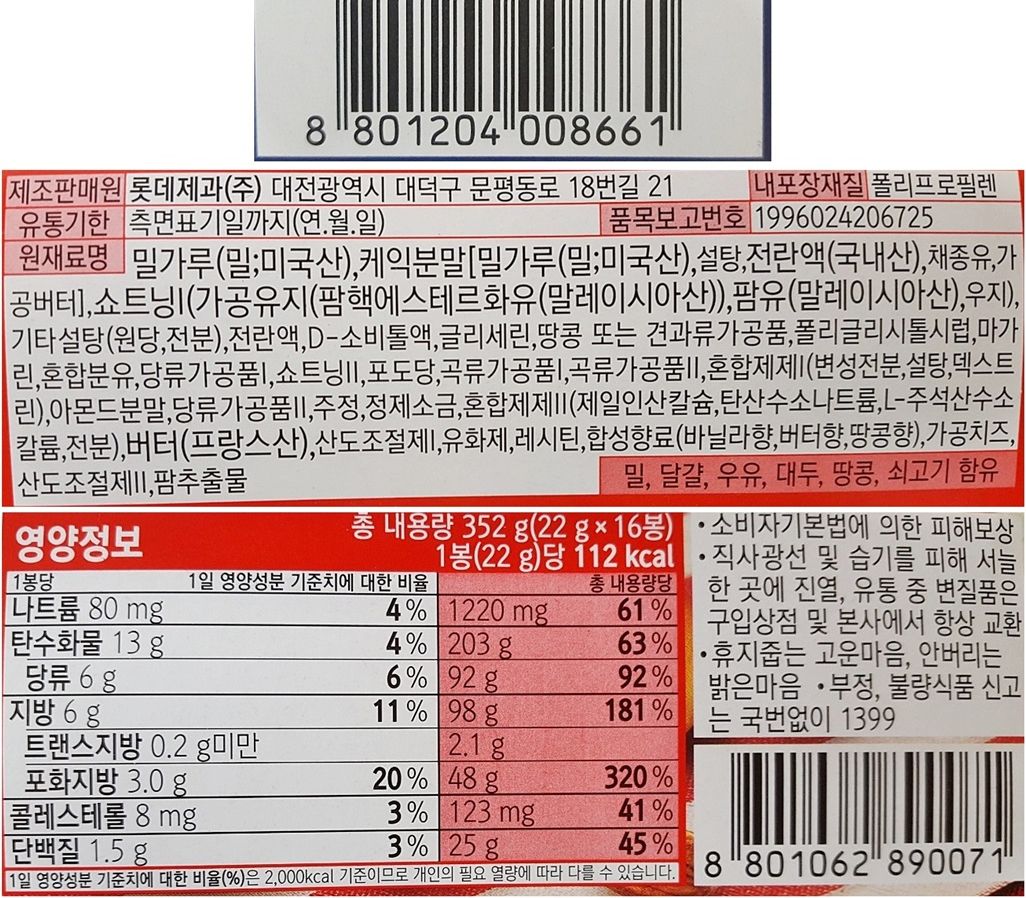 8 801204 008661
제조판매원 롯데제과(주) 대전광역시 대덕구 문평동로 18번길 21 내포장재질 폴리프로필렌
유통기한 측면표기일까지(연.월.일) 품목보고번호 1996024206725
원재료명 밀가루(밀;미국산),케익분말[밀가루(밀;미국산),설탕,전란액(국내산),채종유,가
공버터],쇼트닝I(가공유지(팜핵에스테르화유(말레이시아산)),팜유(말레이시아산),우지),
기타설탕(원당,전분),전란액,D-소비톨액,글리세린,땅콩 또는 견과류가공품,폴리글리시톨시럽,마가
린,혼합분유,당류가공품I,쇼트닝II,포도당,곡류가공품I,곡류가공품II,혼합제제I(변성전분,설탕,덱스트
린),아몬드분말,당류가공품II,주정,정제소금,혼합제제II(제일인산칼슘,탄산수소나트륨,L-주석산수소
칼륨,전분),버터(프랑스산),산도조절제I,유화제,레시틴,합성향료(바닐라향,버터향,땅콩향),가공치즈,
산도조절제II,팜추출물 밀, 달걀, 우유, 대두, 땅콩, 쇠고기 함유
영양정보 총 내용량 352 g(22 g×16봉)
1봉(22 g)당 112 kcal
1봉당 1일 영양성분 기준치에 대한 비율 총 내용량당
나트륨 80 mg 4% 1220 mg 61%
탄수화물 13 g 4% 203 g 63%
당류 6 g 6% 92 g 92%
지방 6 g 11% 98 g 181%
트랜스지방 0.2 g미만 2.1 g
포화지방 3.0 g 20% 48 g 320%
콜레스테롤 8 mg 3% 123 mg 41%
단백질 1.5 g 3% 25 g 45%
1일 영양성분 기준치에 대한 비율(%)은 2,000kcal 기준이므로 개인의 필요 열량에 따라 다를 수 있습니다.
•소비자기본법에 의한 피해보상
•직사광선 및 습기를 피해 서늘
한 곳에 진열, 유통 중 변질품은
구입상점 및 본사에서 항상 교환
•휴지줍는 고운마음, 안버리는
밝은마음 •부정, 불량식품 신고
는 국번없이 1399
8 801062 890071